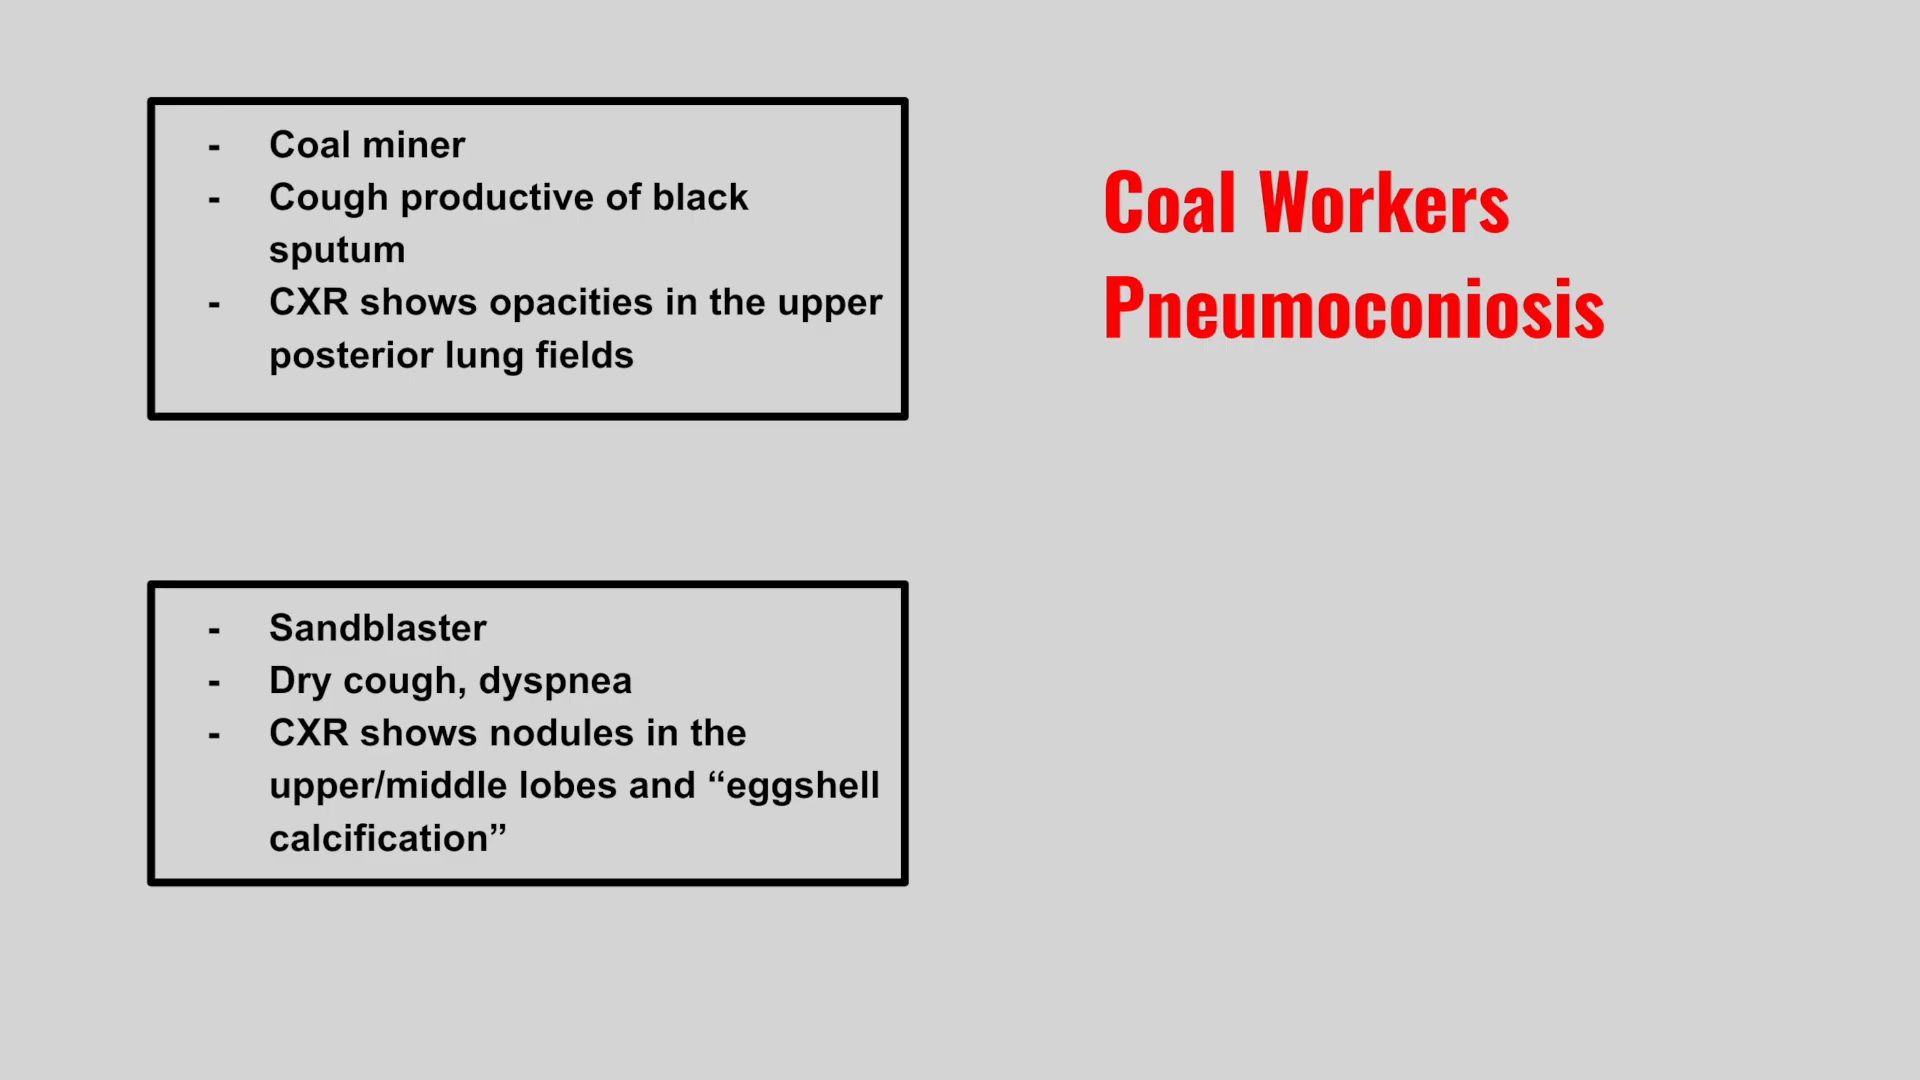 - Coal miner
- Cough productive of black
sputum
- CXR shows opacities in the upper
posterior lung fields
Coal Workers
Pneumoconiosis
- Sandblaster
- Dry cough, dyspnea
- CXR shows nodules in the
upper/middle lobes and “eggshell
calcification”